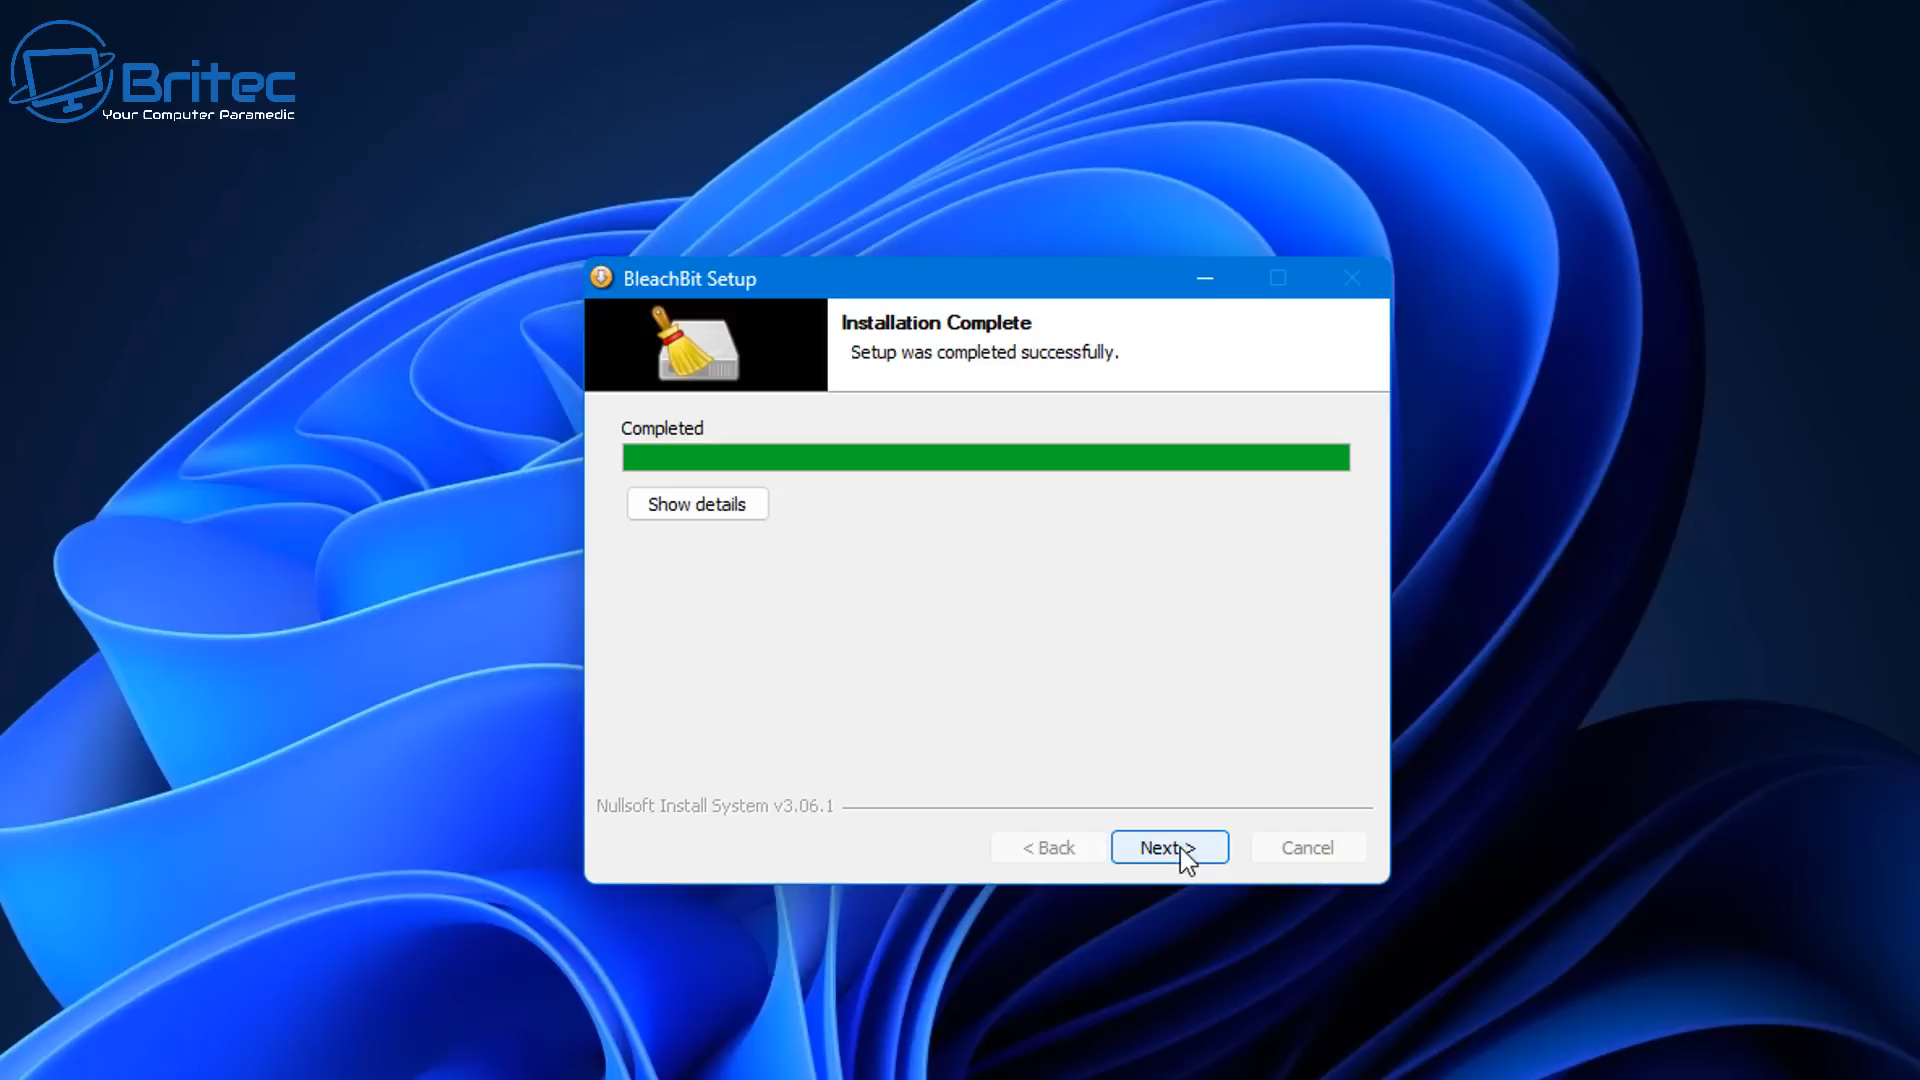 Britec
Your Computer Paramedic
BleachBit Setup
Installation Complete
Setup was completed successfully.
Completed
Show details
Nullsoft Install System v3.06.1
< Back
Next >
Cancel